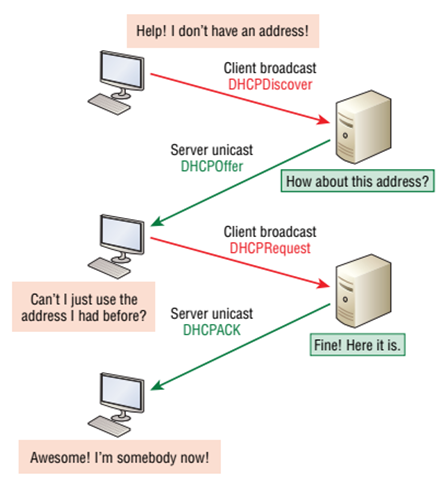 Help! I don't have an address!
Client broadcast
DHCPDiscover
Server unicast
DHCPOffer
How about this address?
Client broadcast
DHCPRequest
Can't I just use the
address I had before?
Server unicast
DHCPACK
Fine! Here it is.
Awesome! I'm somebody now!